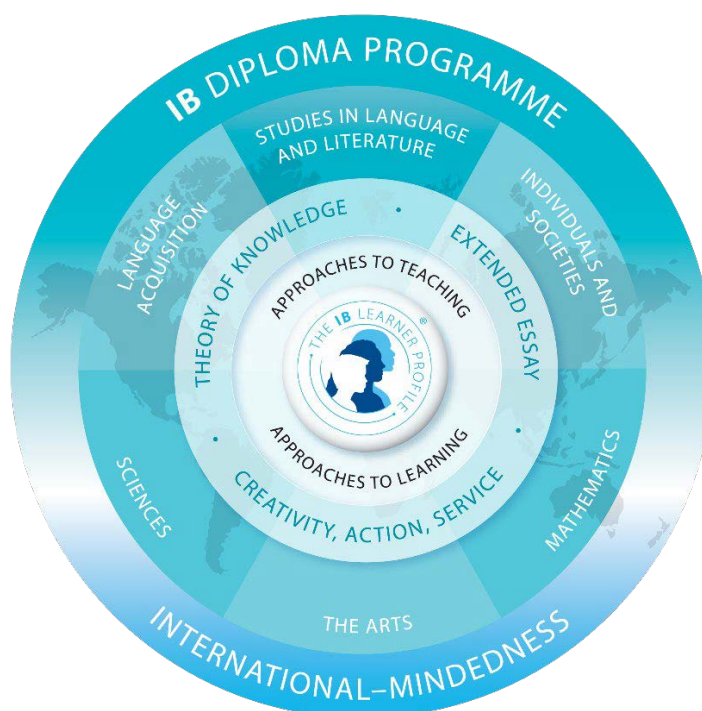 IB DIPLOMA PROGRAMME
STUDIES IN LANGUAGE
AND LITERATURE
LANGUAGE
ACQUISITION
INDIVIDUALS AND
SOCIETIES
THEORY OF KNOWLEDGE
EXTENDED ESSAY
APPROACHES TO TEACHING
• THE IB LEARNER PROFILE •
®
APPROACHES TO LEARNING
CREATIVITY, ACTION, SERVICE
SCIENCES
MATHEMATICS
THE ARTS
INTERNATIONAL–MINDEDNESS